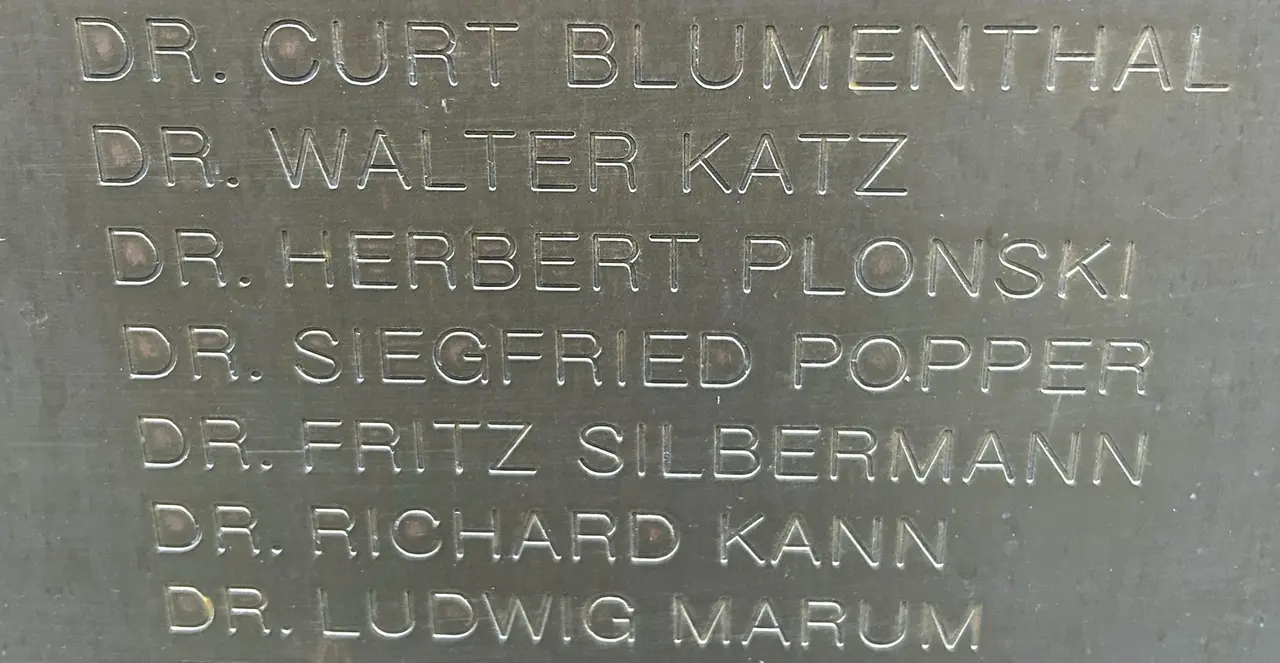 DR. CURT BLUMENTHAL
DR. WALTER KATZ
DR. HERBERT PLONSKI
DR. SIEGFRIED POPPER
DR. FRITZ SILBERMANN
DR. RICHARD KANN
DR. LUDWIG MARUM